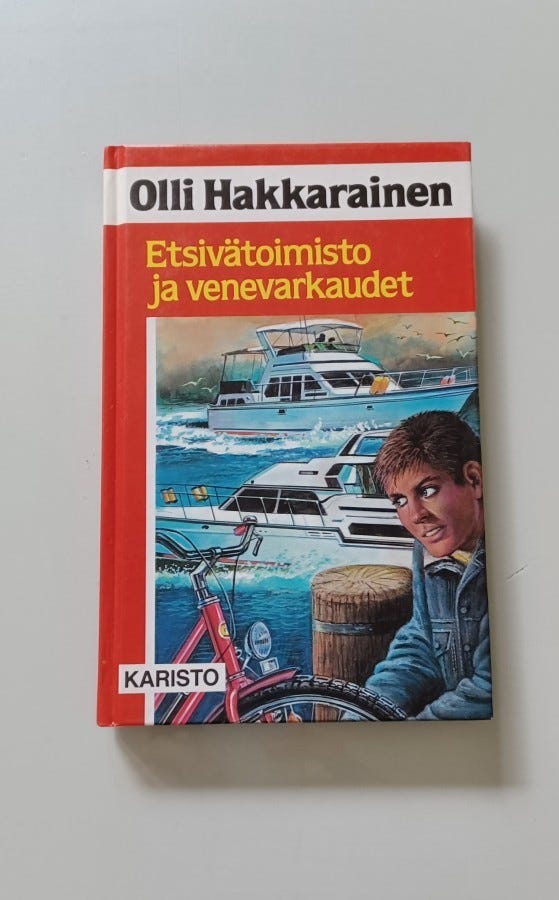 Olli Hakkarainen
Etsivätoimisto
ja venevarkaudet
KARISTO